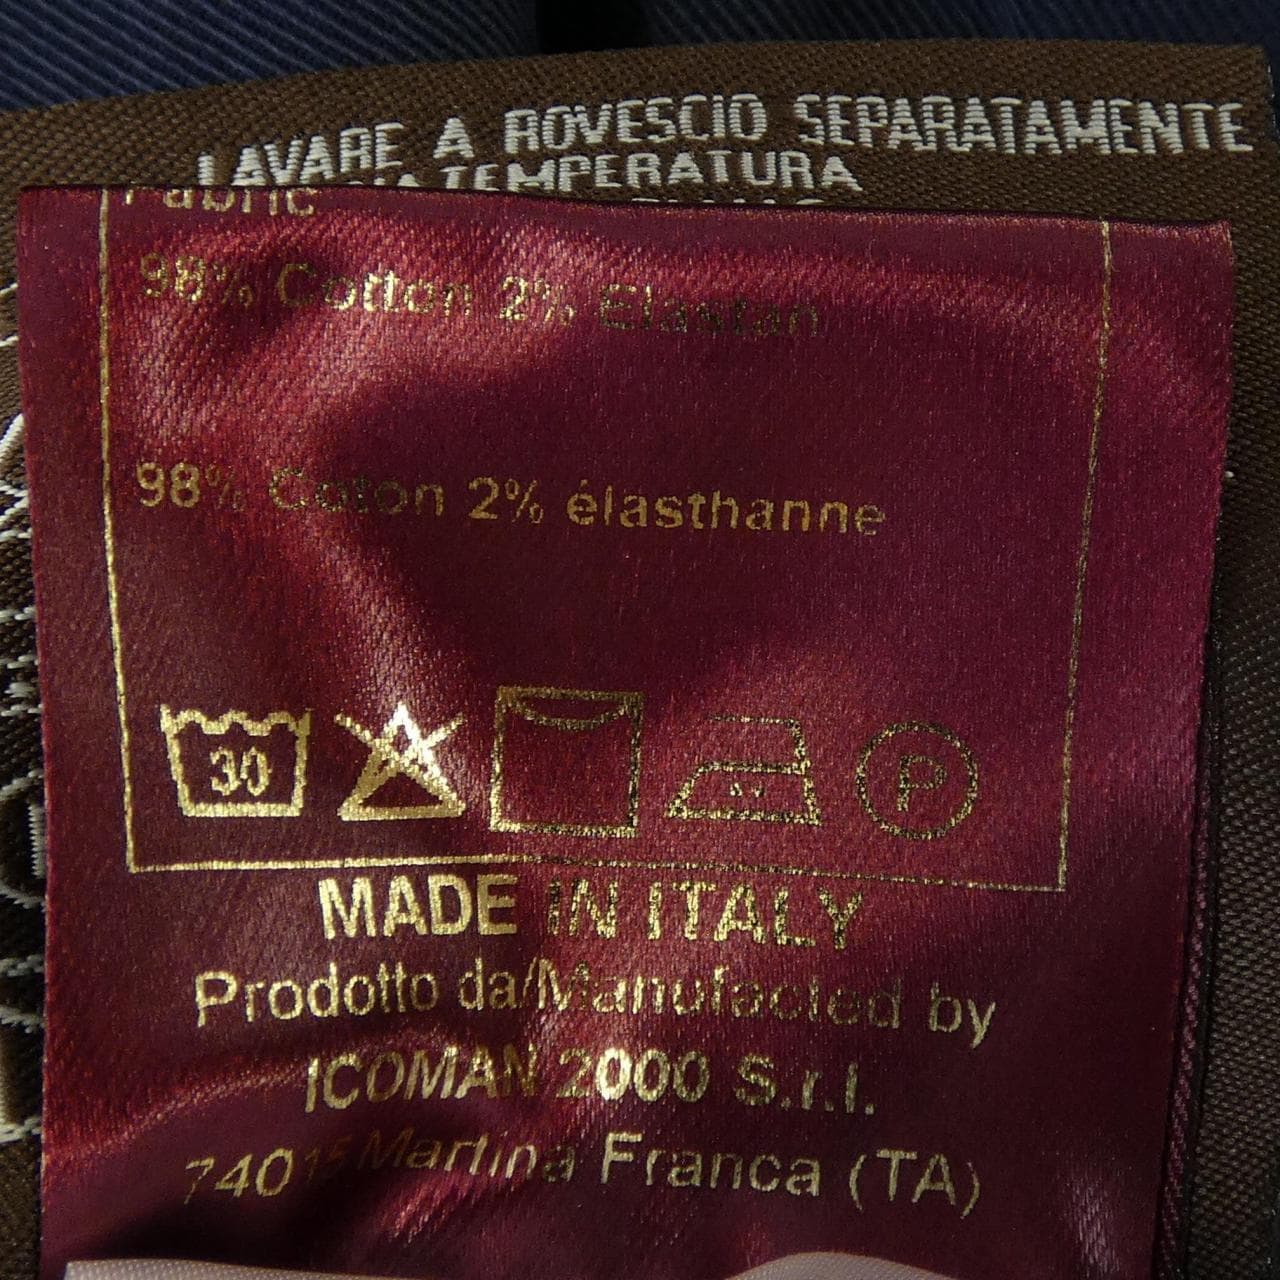 LAVARE A ROVESCIO SEPARATAMENTE
TEMPERATURA
Fabric
98% Cotton 2% Elastan
98% Coton 2% élasthanne
30
P
MADE IN ITALY
Prodotto da/Manufacted by
ICOMAN 2000 S.r.l.
74015 Martina Franca (TA)